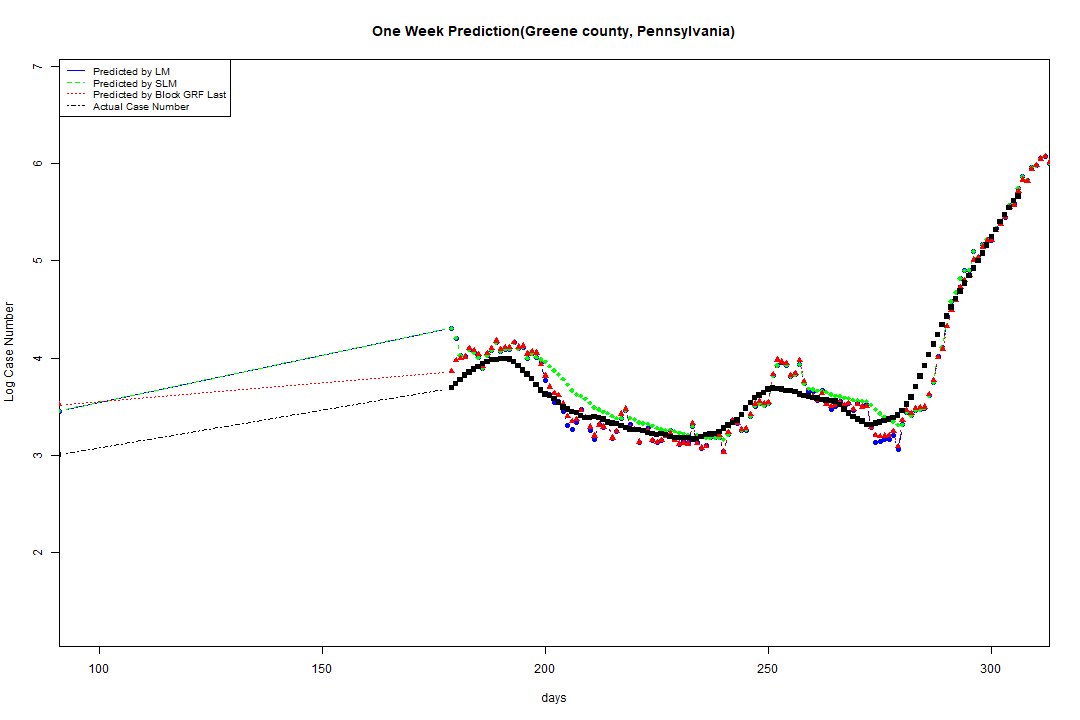 One Week Prediction(Greene county, Pennsylvania)
7
Predicted by LM
Predicted by SLM
Predicted by Block GRF Last
Actual Case Number
6
5
4
3
2
Log Case Number
100 150 200 250 300
days